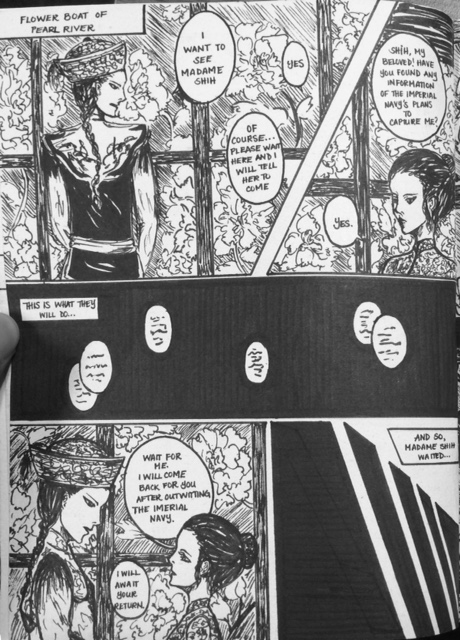 FLOWER BOAT OF
PEARL RIVER
I
WANT TO
SEE
MADAME
SHIH
YES
OF
COURSE...
PLEASE WAIT
HERE AND I
WILL TELL
HER TO
COME
SHIH, MY
BELOVED! HAVE
YOU FOUND ANY
INFORMATION
OF THE IMPERIAL
NAVY'S PLANS
TO
CAPTURE ME?
YES.
THIS IS WHAT THEY
WILL DO...
WAIT FOR
ME.
I WILL COME
BACK FOR YOU
AFTER OUTWITTING
THE IMERIAL
NAVY.
I WILL
AWAIT
YOUR
RETURN.
AND SO,
MADAME SHIH
WAITED...